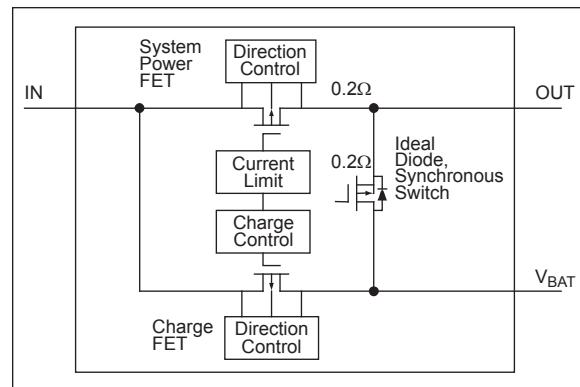 System
Power
FET
Direction
Control
IN
0.2Ω
OUT
Current
Limit
0.2Ω
Ideal
Diode,
Synchronous
Switch
Charge
Control
VBAT
Charge
FET
Direction
Control